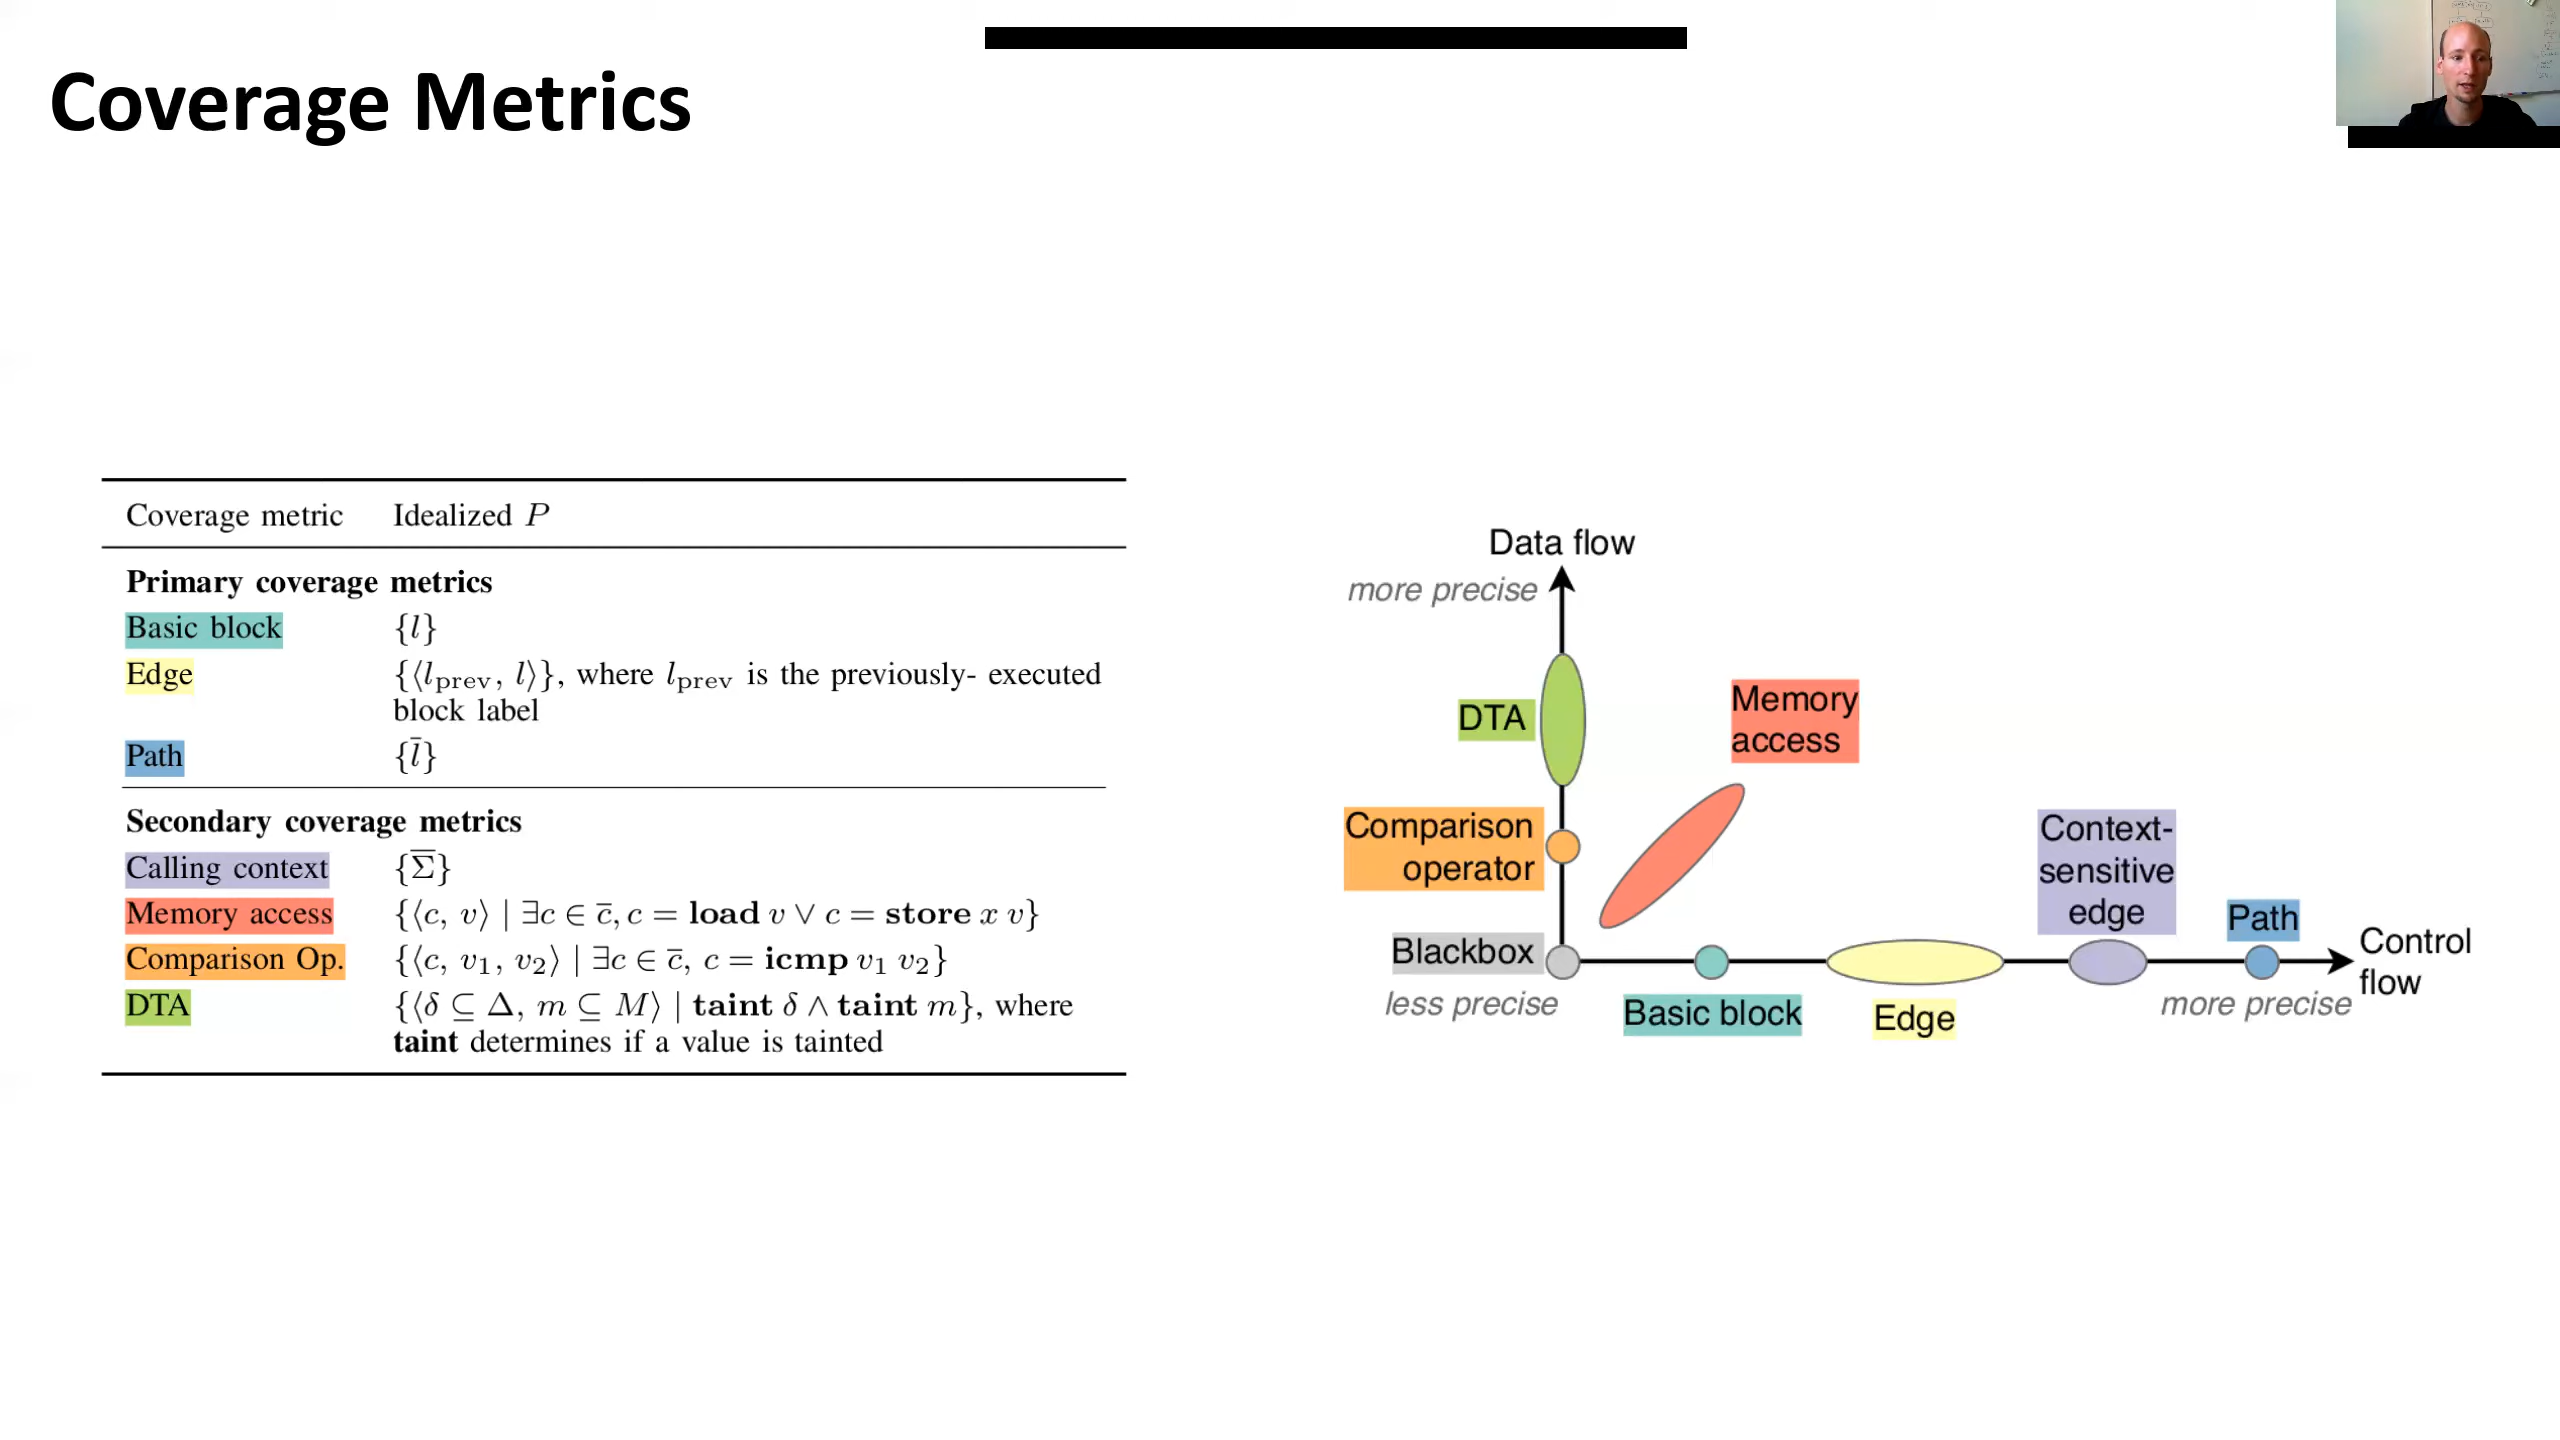 Coverage Metrics
Coverage metric Idealized P
Primary coverage metrics
Basic block {l}
Edge {⟨l_prev, l⟩}, where l_prev is the previously- executed
block label
Path {l̄}
Secondary coverage metrics
Calling context {Σ̄}
Memory access {⟨c, v⟩ | ∃c ∈ c̄, c = load v ∨ c = store x v}
Comparison Op. {⟨c, v₁, v₂⟩ | ∃c ∈ c̄, c = icmp v₁ v₂}
DTA {⟨δ ⊆ Δ, m ⊆ M⟩ | taint δ ∧ taint m}, where
taint determines if a value is tainted
Data flow
more precise
DTA
Memory
access
Comparison
operator
Context-
sensitive
edge
Path
Blackbox
Control
flow
less precise
Basic block
Edge
more precise